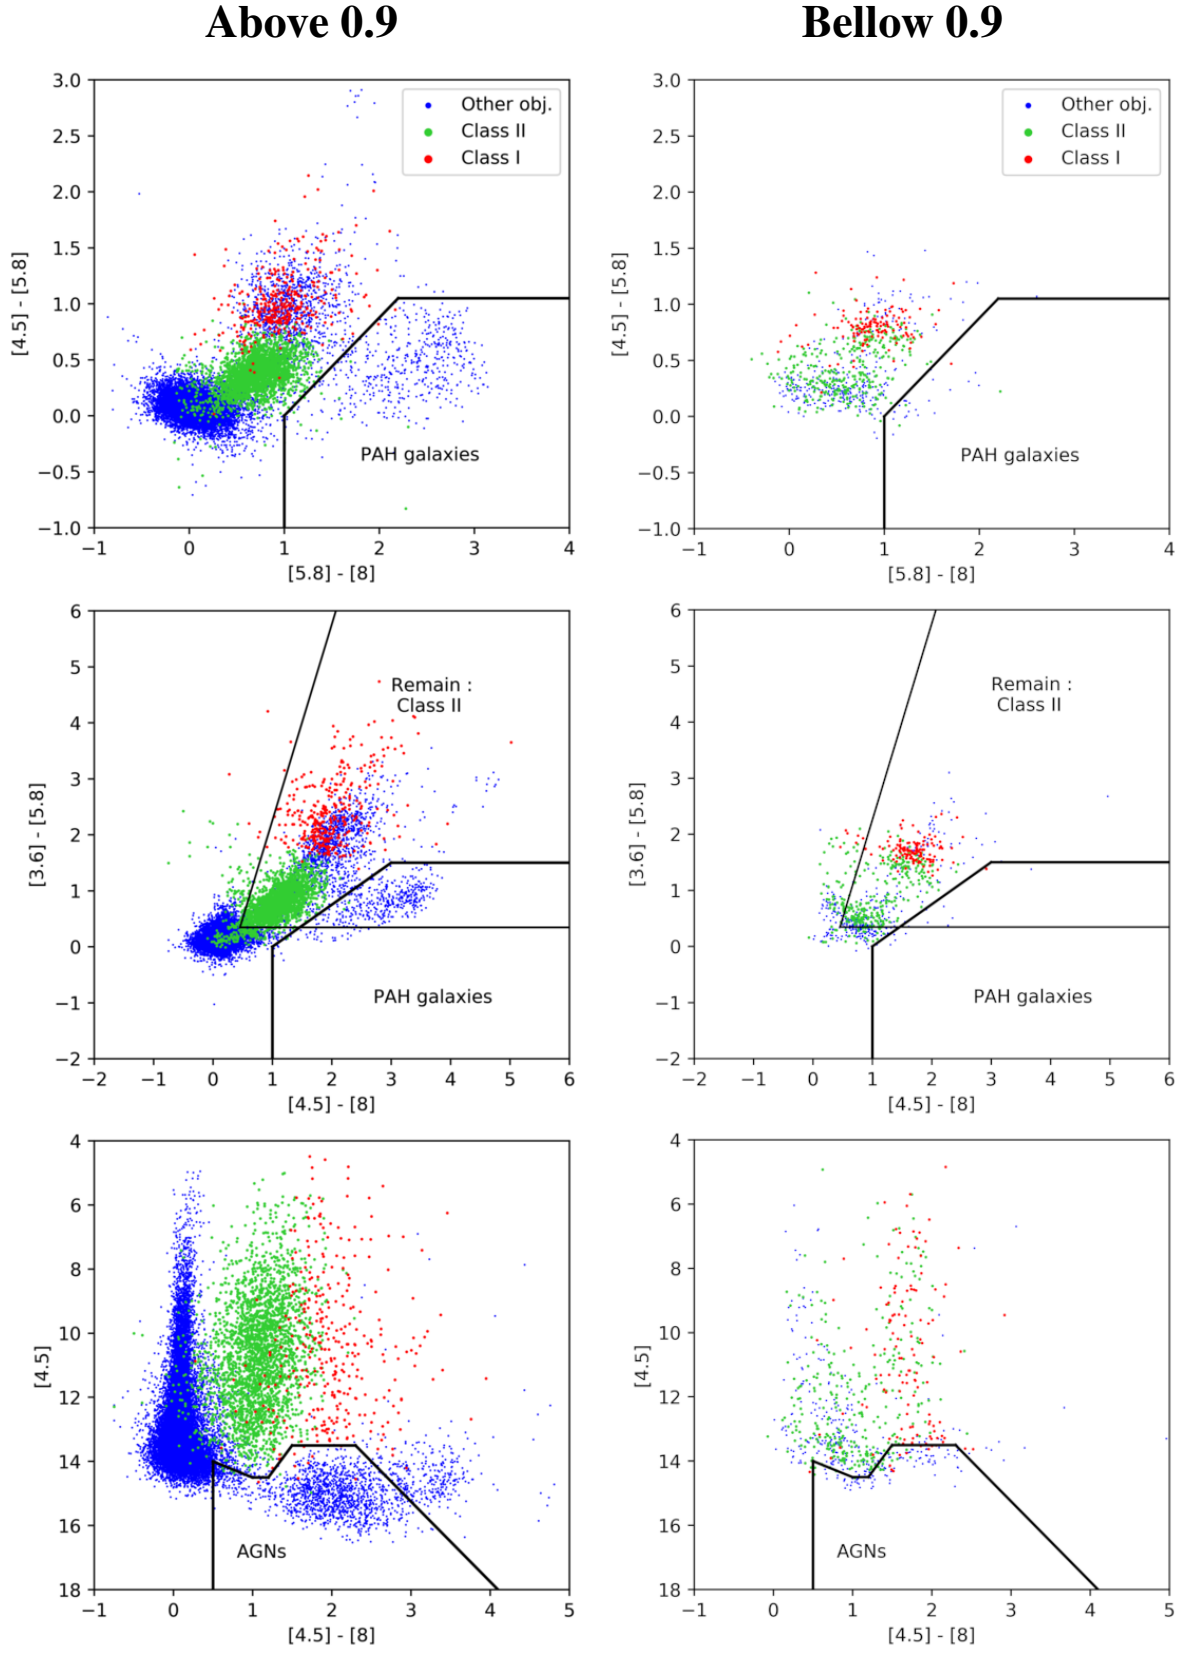 Above 0.9
Bellow 0.9
3.0
2.5
2.0
1.5
1.0
0.5
0.0
−0.5
−1.0
[4.5] - [5.8]
Other obj.
Class II
Class I
PAH galaxies
−1 0 1 2 3 4
[5.8] - [8]
3.0
2.5
2.0
1.5
1.0
0.5
0.0
−0.5
−1.0
[4.5] - [5.8]
Other obj.
Class II
Class I
PAH galaxies
−1 0 1 2 3 4
[5.8] - [8]
6
5
4
3
2
1
0
−1
−2
[3.6] - [5.8]
Remain :
Class II
PAH galaxies
−2 −1 0 1 2 3 4 5 6
[4.5] - [8]
6
5
4
3
2
1
0
−1
−2
[3.6] - [5.8]
Remain :
Class II
PAH galaxies
−2 −1 0 1 2 3 4 5 6
[4.5] - [8]
4
6
8
10
12
14
16
18
[4.5]
AGNs
−1 0 1 2 3 4 5
[4.5] - [8]
4
6
8
10
12
14
16
18
[4.5]
AGNs
−1 0 1 2 3 4 5
[4.5] - [8]